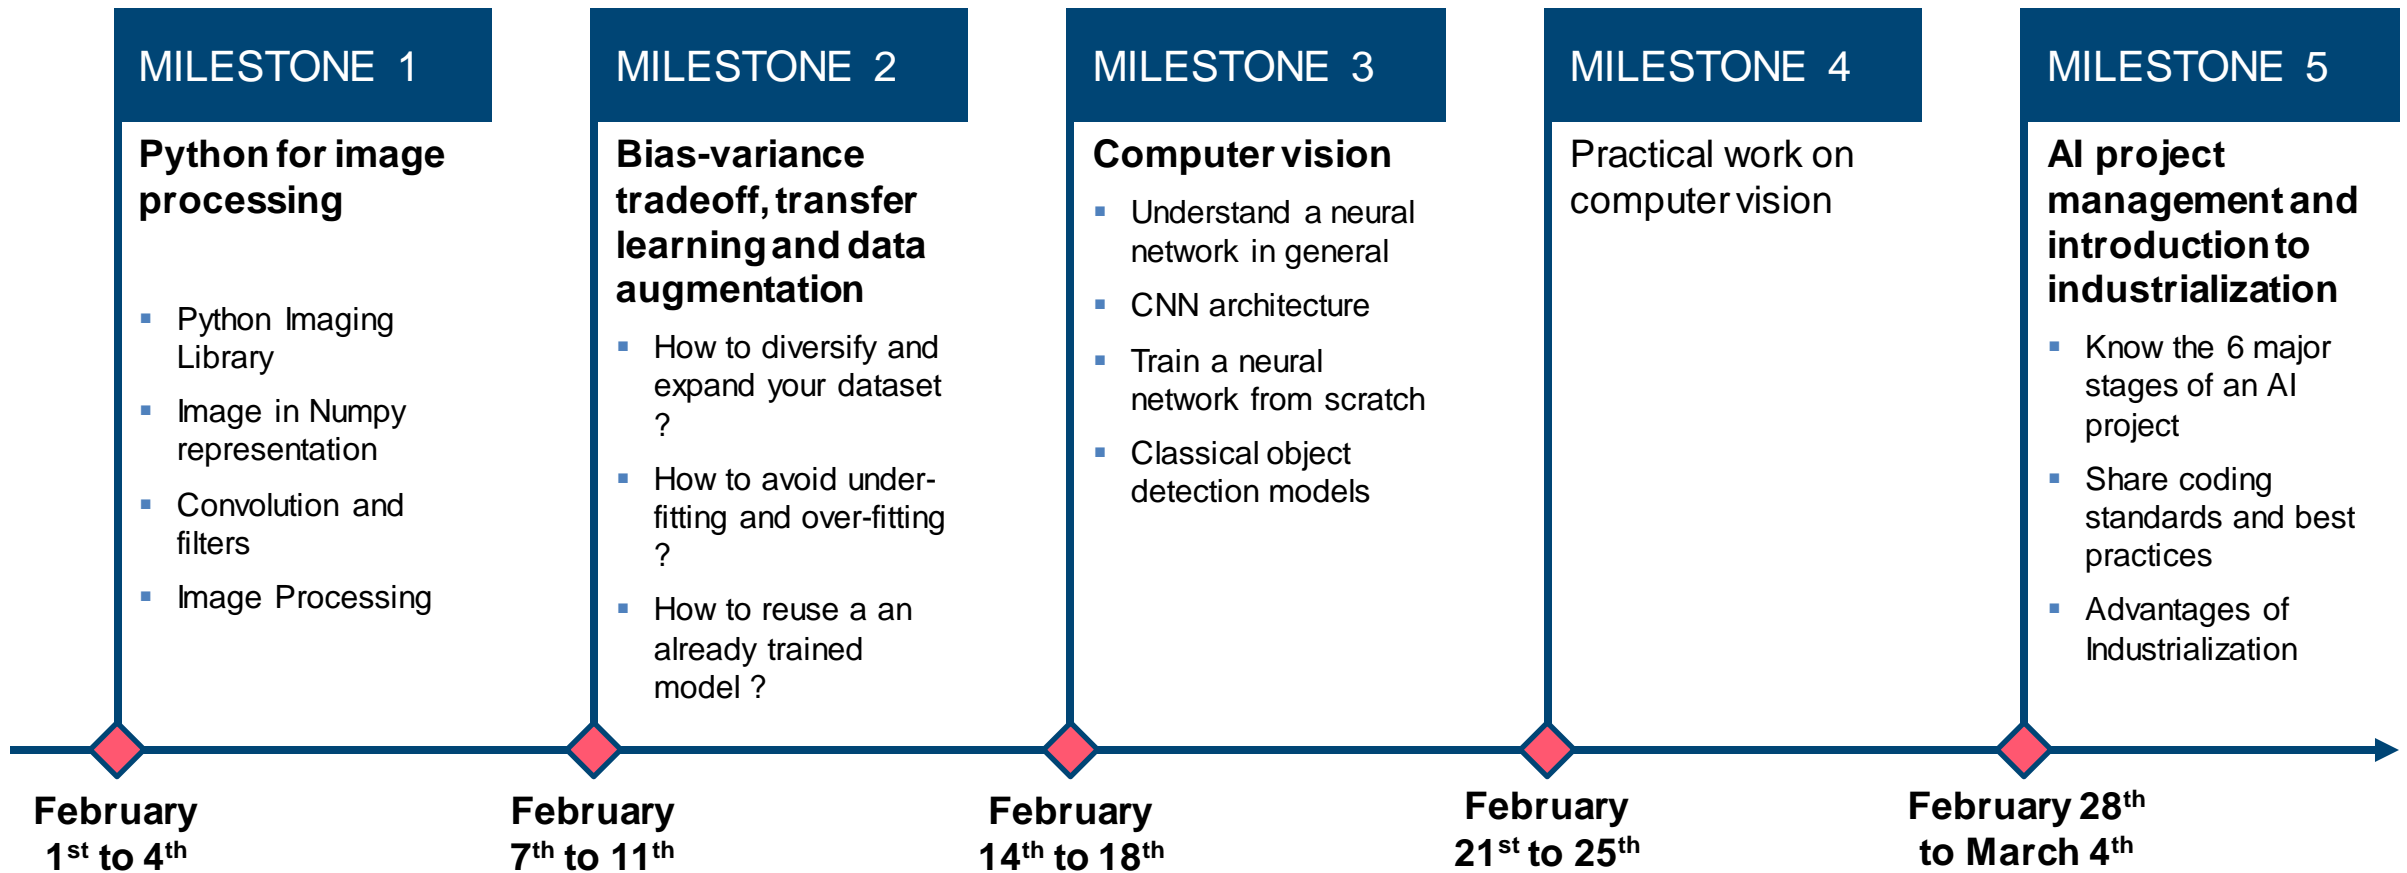 MILESTONE 1
Python for image
processing
Python Imaging
Library
Image in Numpy
representation
Convolution and
filters
Image Processing
February
1st to 4th
MILESTONE 2
Bias-variance
tradeoff, transfer
learning and data
augmentation
How to diversify and
expand your dataset
?
How to avoid under-
fitting and over-fitting
?
How to reuse a an
already trained
model ?
February
7th to 11th
MILESTONE 3
Computer vision
Understand a neural
network in general
CNN architecture
Train a neural
network from scratch
Classical object
detection models
February
14th to 18th
MILESTONE 4
Practical work on
computer vision
February
21st to 25th
MILESTONE 5
AI project
management and
introduction to
industrialization
Know the 6 major
stages of an AI
project
Share coding
standards and best
practices
Advantages of
Industrialization
February 28th
to March 4th